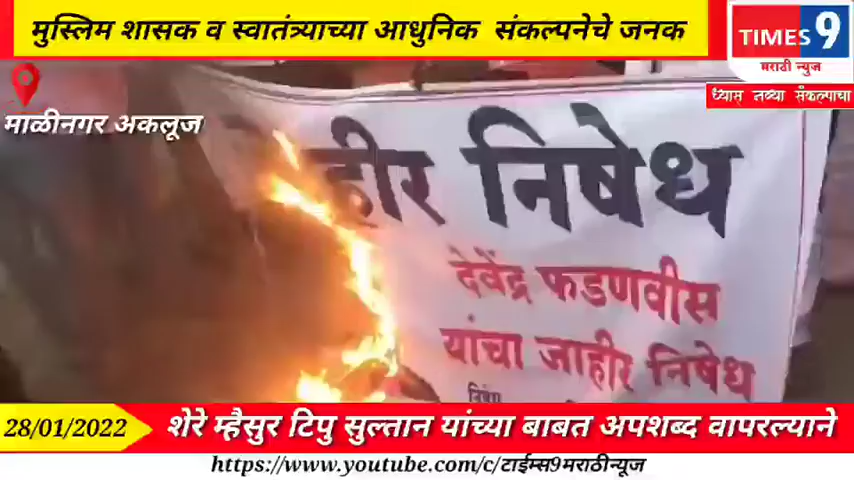 मुस्लिम शासक व स्वातंत्र्याच्या आधुनिक संकल्पनेचे जनक
TIMES 9
मराठी न्युज
ध्यास नव्या संकल्पाचा
माळीनगर अकलूज
हीर निषेध
देवेंद्र फडणवीस
यांचा जाहीर निषेध
निषेध
28/01/2022
शेरे म्हैसुर टिपु सुल्तान यांच्या बाबत अपशब्द वापरल्याने
https://www.youtube.com/c/टाईम्स9मराठीन्यूज